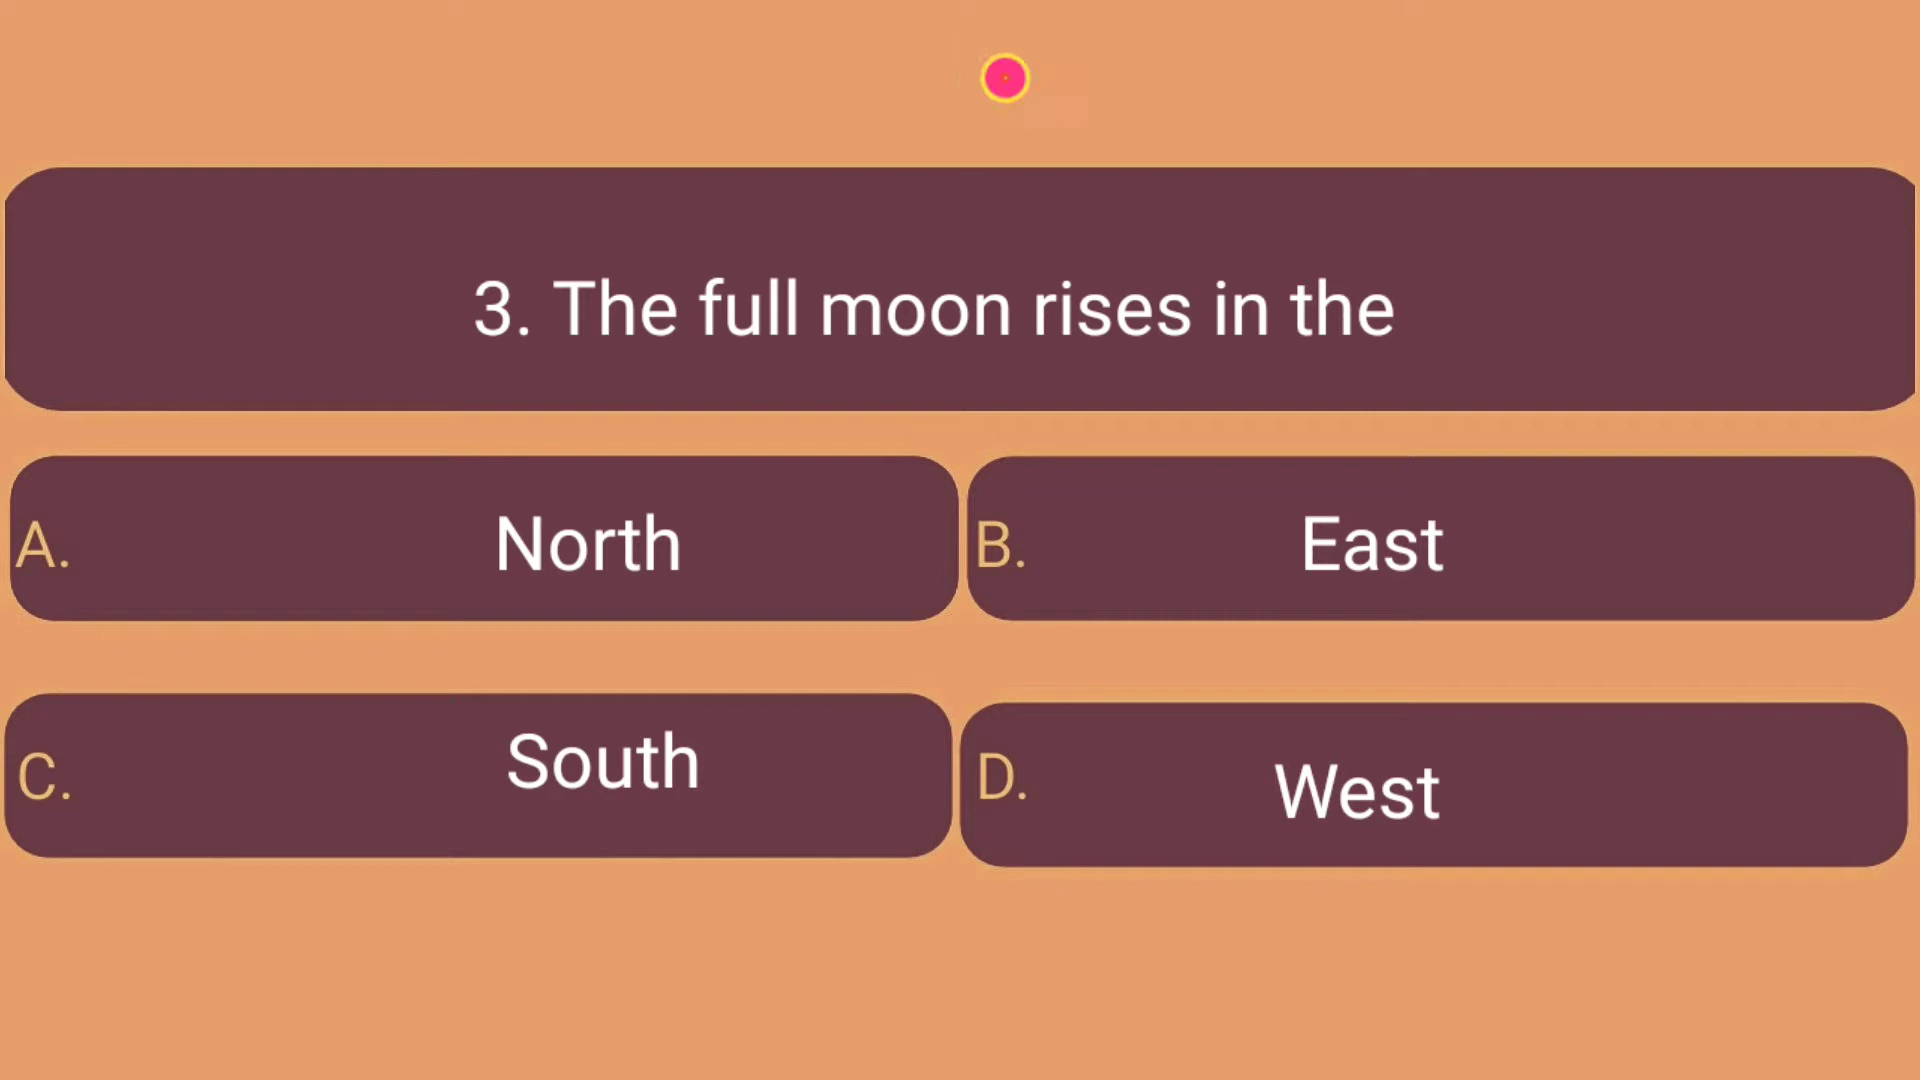 3. The full moon rises in the
A. North
B. East
C. South
D. West